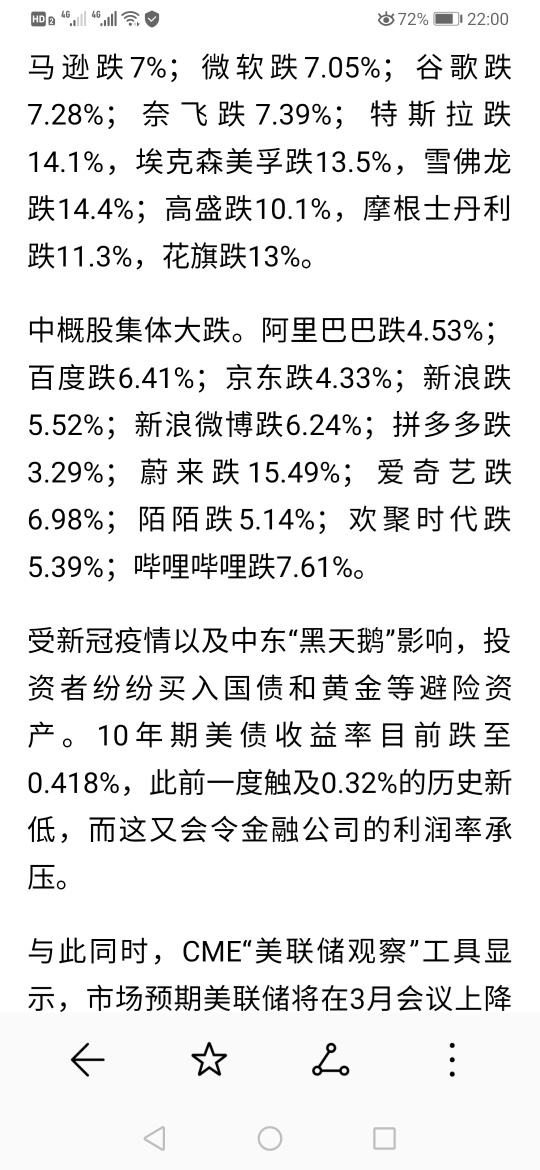 HD 2 4G 4G 72% 22:00
马逊跌7%；微软跌7.05%；谷歌跌
7.28%；奈飞跌7.39%；特斯拉跌
14.1%，埃克森美孚跌13.5%，雪佛龙
跌14.4%；高盛跌10.1%，摩根士丹利
跌11.3%，花旗跌13%。
中概股集体大跌。阿里巴巴跌4.53%；
百度跌6.41%；京东跌4.33%；新浪跌
5.52%；新浪微博跌6.24%；拼多多跌
3.29%；蔚来跌15.49%；爱奇艺跌
6.98%；陌陌跌5.14%；欢聚时代跌
5.39%；哔哩哔哩跌7.61%。
受新冠疫情以及中东“黑天鹅”影响，投
资者纷纷买入国债和黄金等避险资
产。10年期美债收益率目前跌至
0.418%，此前一度触及0.32%的历史新
低，而这又会令金融公司的利润率承
压。
与此同时，CME“美联储观察”工具显
示，市场预期美联储将在3月会议上降